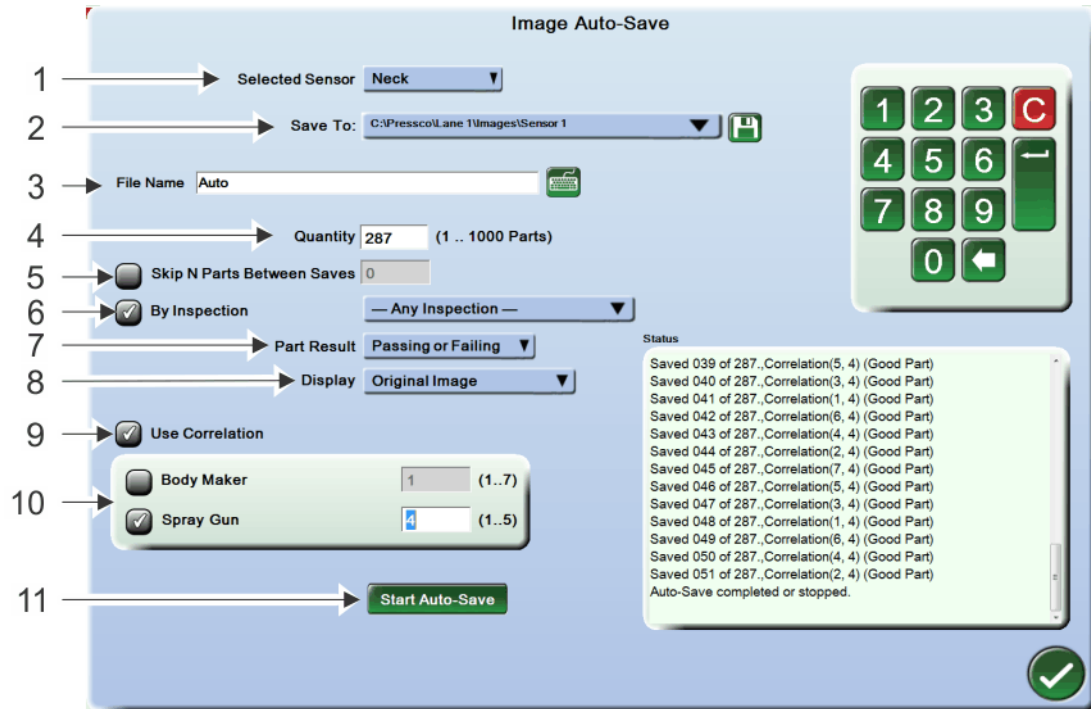 Image Auto-Save
1 Selected Sensor Neck
2 Save To: C:\Pressco\Lane 1\Images\Sensor 1
3 File Name Auto
4 Quantity 287 (1 .. 1000 Parts)
5 Skip N Parts Between Saves 0
6 By Inspection — Any Inspection —
7 Part Result Passing or Failing
8 Display Original Image
9 Use Correlation
10
Body Maker 1 (1..7)
Spray Gun 4 (1..5)
11 Start Auto-Save
1 2 3 C
4 5 6
7 8 9
0
Status
Saved 039 of 287.,Correlation(5, 4) (Good Part)
Saved 040 of 287.,Correlation(3, 4) (Good Part)
Saved 041 of 287.,Correlation(1, 4) (Good Part)
Saved 042 of 287.,Correlation(6, 4) (Good Part)
Saved 043 of 287.,Correlation(4, 4) (Good Part)
Saved 044 of 287.,Correlation(2, 4) (Good Part)
Saved 045 of 287.,Correlation(7, 4) (Good Part)
Saved 046 of 287.,Correlation(5, 4) (Good Part)
Saved 047 of 287.,Correlation(3, 4) (Good Part)
Saved 048 of 287.,Correlation(1, 4) (Good Part)
Saved 049 of 287.,Correlation(6, 4) (Good Part)
Saved 050 of 287.,Correlation(4, 4) (Good Part)
Saved 051 of 287.,Correlation(2, 4) (Good Part)
Auto-Save completed or stopped.